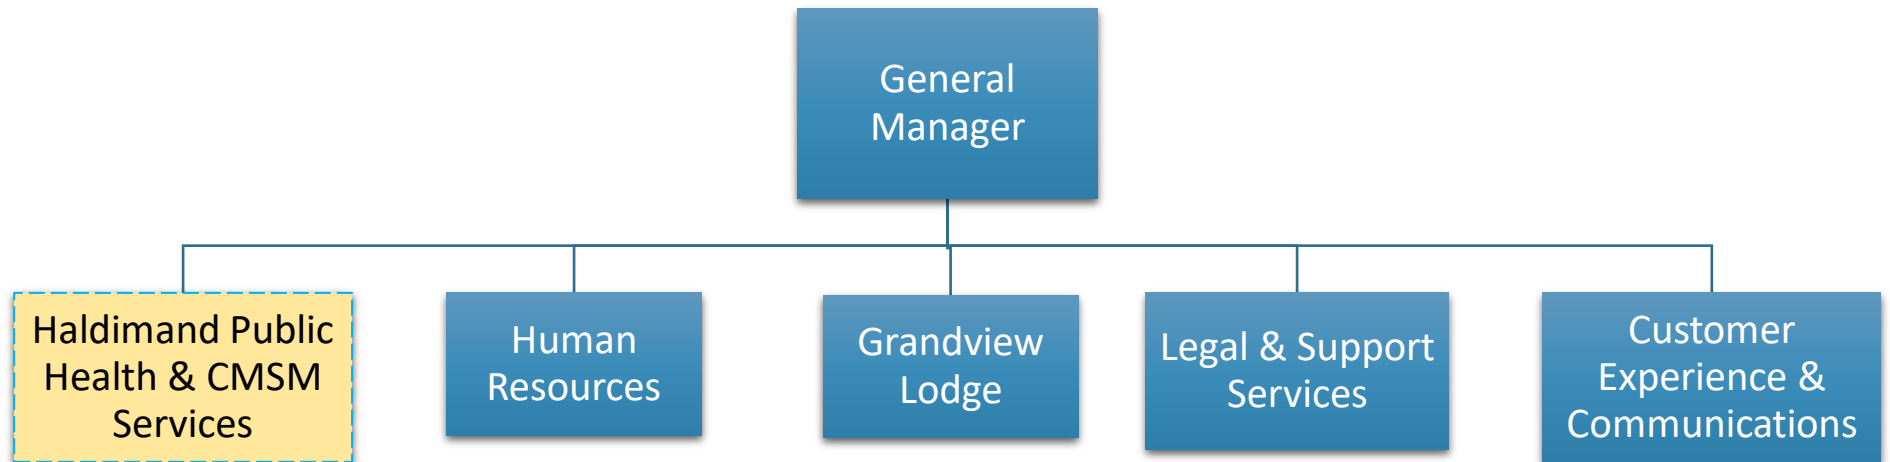 General
Manager
Haldimand Public
Health & CMSM
Services
Human
Resources
Grandview
Lodge
Legal & Support
Services
Customer
Experience &
Communications